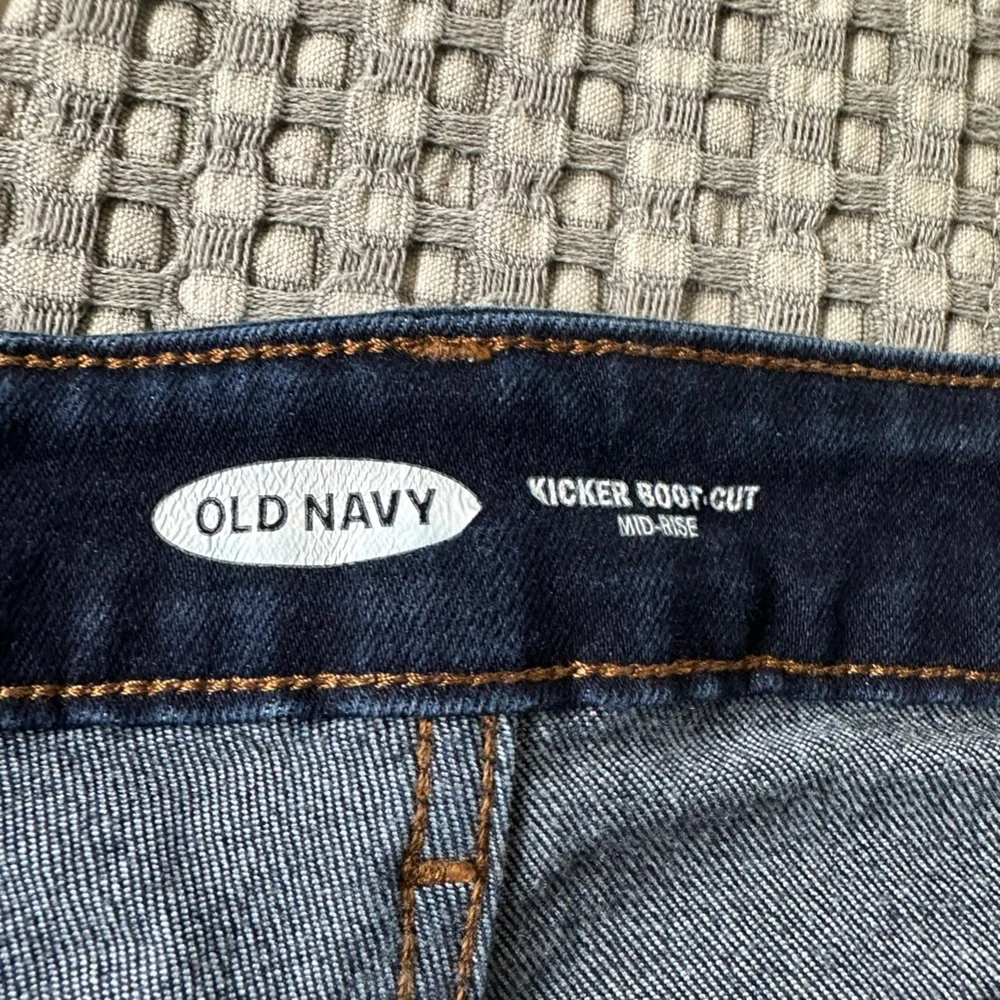 OLD NAVY
KICKER BOOT-CUT
MID-RISE